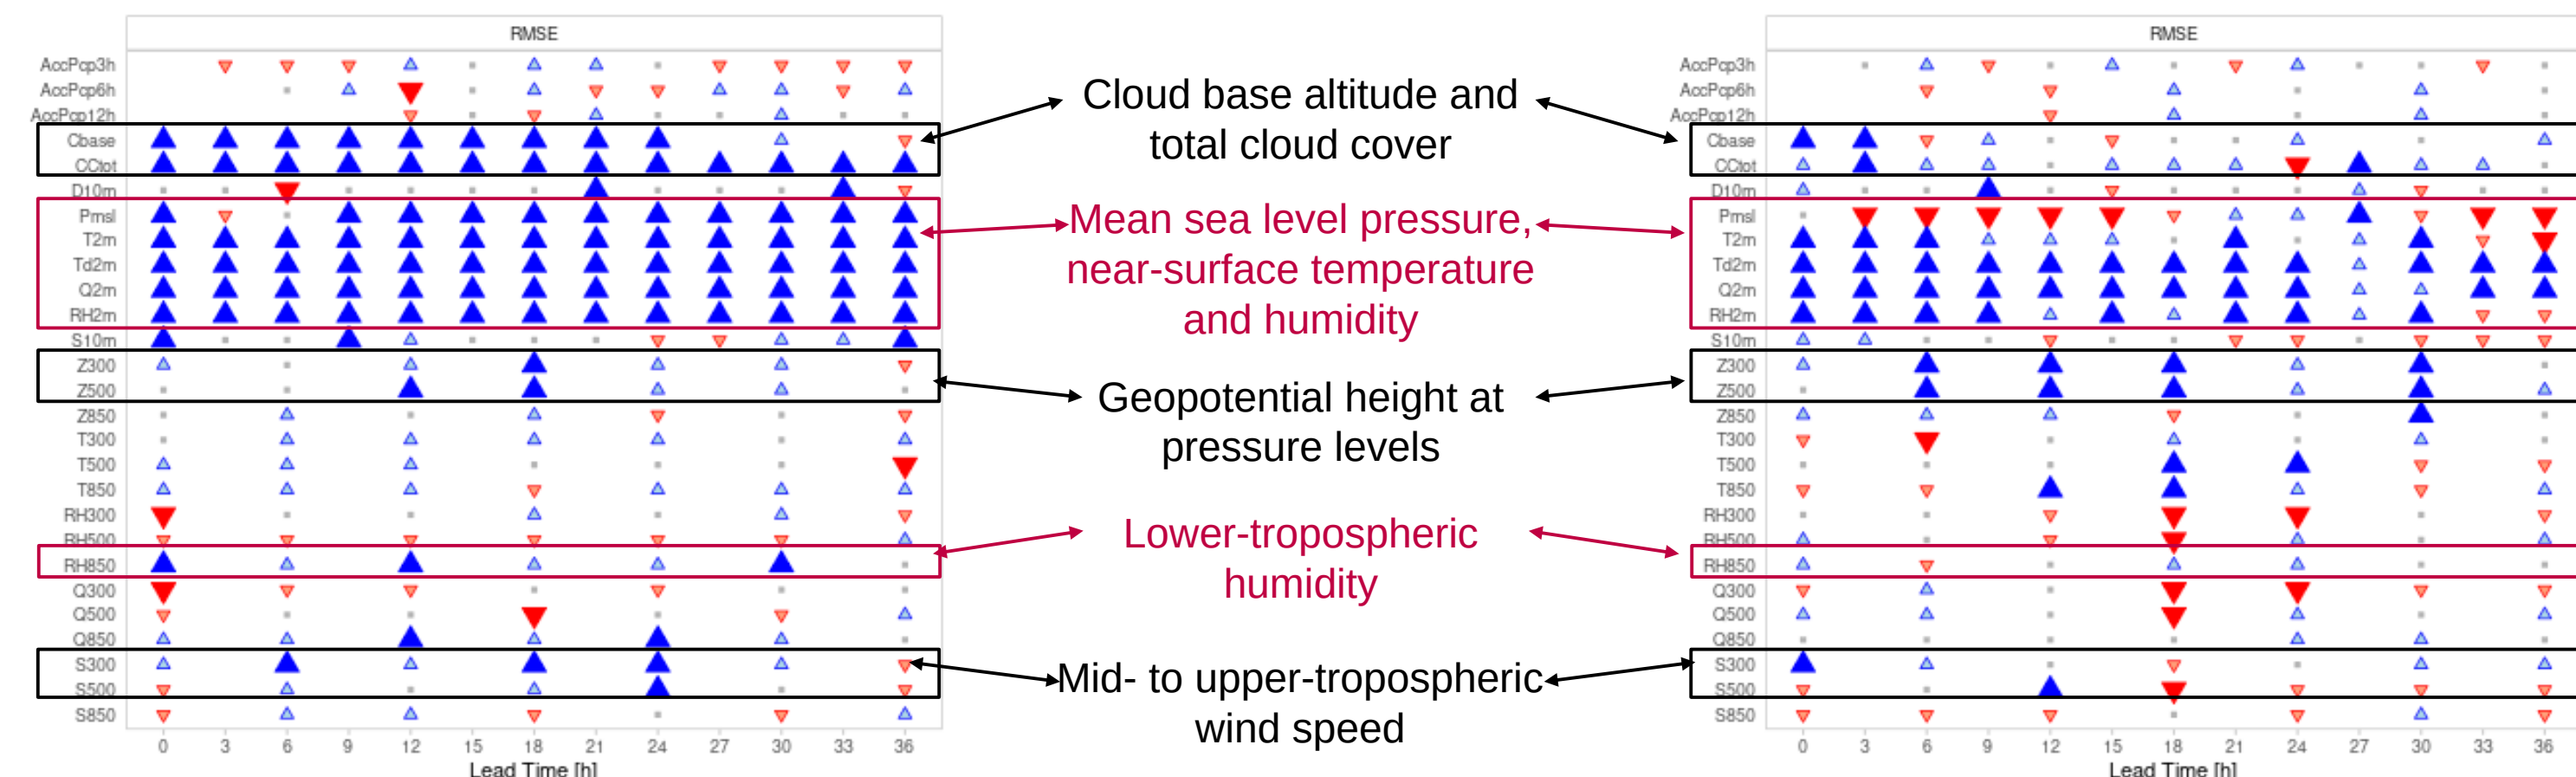 RMSE
AccPcp3h
AccPcp6h
AccPcp12h
Cbase
CCtot
D10m
Pmsl
T2m
Td2m
Q2m
RH2m
S10m
Z300
Z500
Z850
T300
T500
T850
RH300
RH500
RH850
Q300
Q500
Q850
S300
S500
S850
0 3 6 9 12 15 18 21 24 27 30 33 36
Lead Time [h]
Cloud base altitude and
total cloud cover
Mean sea level pressure,
near-surface temperature
and humidity
Geopotential height at
pressure levels
Lower-tropospheric
humidity
Mid- to upper-tropospheric
wind speed
RMSE
AccPcp3h
AccPcp6h
AccPcp12h
Cbase
CCtot
D10m
Pmsl
T2m
Td2m
Q2m
RH2m
S10m
Z300
Z500
Z850
T300
T500
T850
RH300
RH500
RH850
Q300
Q500
Q850
S300
S500
S850
0 3 6 9 12 15 18 21 24 27 30 33 36
Lead Time [h]